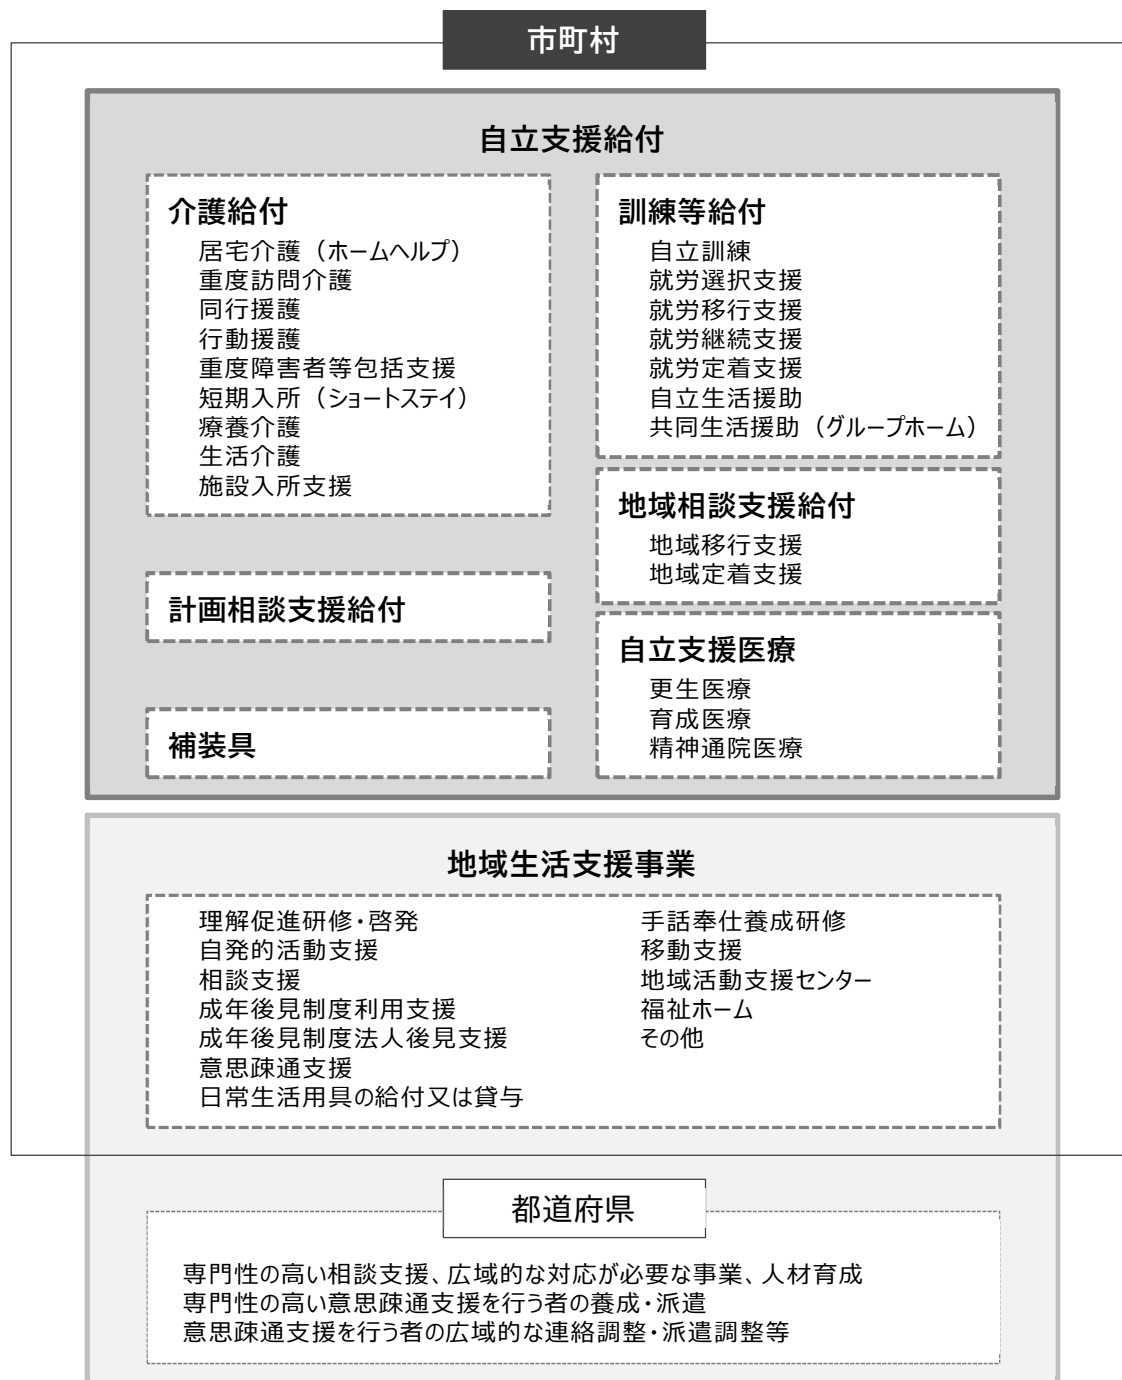 市町村
自立支援給付
介護給付
居宅介護（ホームヘルプ）
重度訪問介護
同行援護
行動援護
重度障害者等包括支援
短期入所（ショートステイ）
療養介護
生活介護
施設入所支援
計画相談支援給付
補装具
訓練等給付
自立訓練
就労選択支援
就労移行支援
就労継続支援
就労定着支援
自立生活援助
共同生活援助（グループホーム）
地域相談支援給付
地域移行支援
地域定着支援
自立支援医療
更生医療
育成医療
精神通院医療
地域生活支援事業
理解促進研修・啓発
自発的活動支援
相談支援
成年後見制度利用支援
成年後見制度法人後見支援
意思疎通支援
日常生活用具の給付又は貸与
手話奉仕養成研修
移動支援
地域活動支援センター
福祉ホーム
その他
都道府県
専門性の高い相談支援、広域的な対応が必要な事業、人材育成
専門性の高い意思疎通支援を行う者の養成・派遣
意思疎通支援を行う者の広域的な連絡調整・派遣調整等